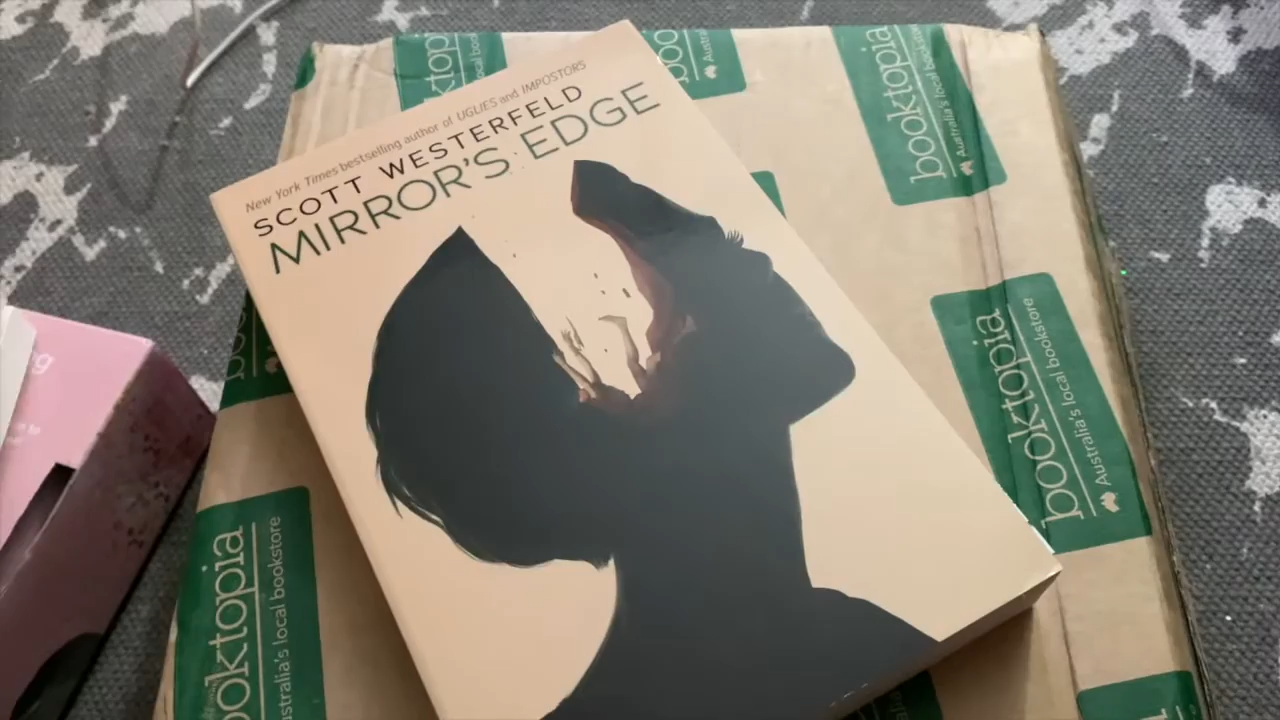 New York Times bestselling author of UGLIES and IMPOSTORS
SCOTT WESTERFELD
MIRROR'S EDGE
booktopia
booktopia
Australia's local bookstore
booktopia
Australia's local bookstore
booktopia
Australia's local bookstore